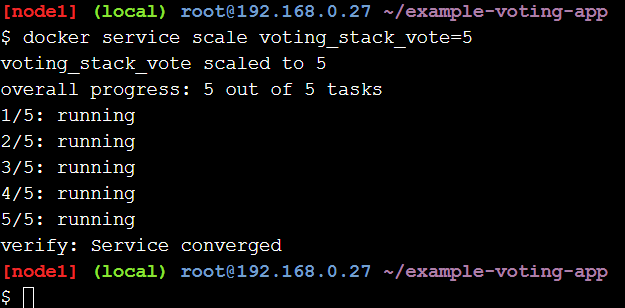 [node1] (local) root@192.168.0.27 ~/example-voting-app
$ docker service scale voting_stack_vote=5
voting_stack_vote scaled to 5
overall progress: 5 out of 5 tasks
1/5: running
2/5: running
3/5: running
4/5: running
5/5: running
verify: Service converged
[node1] (local) root@192.168.0.27 ~/example-voting-app
$